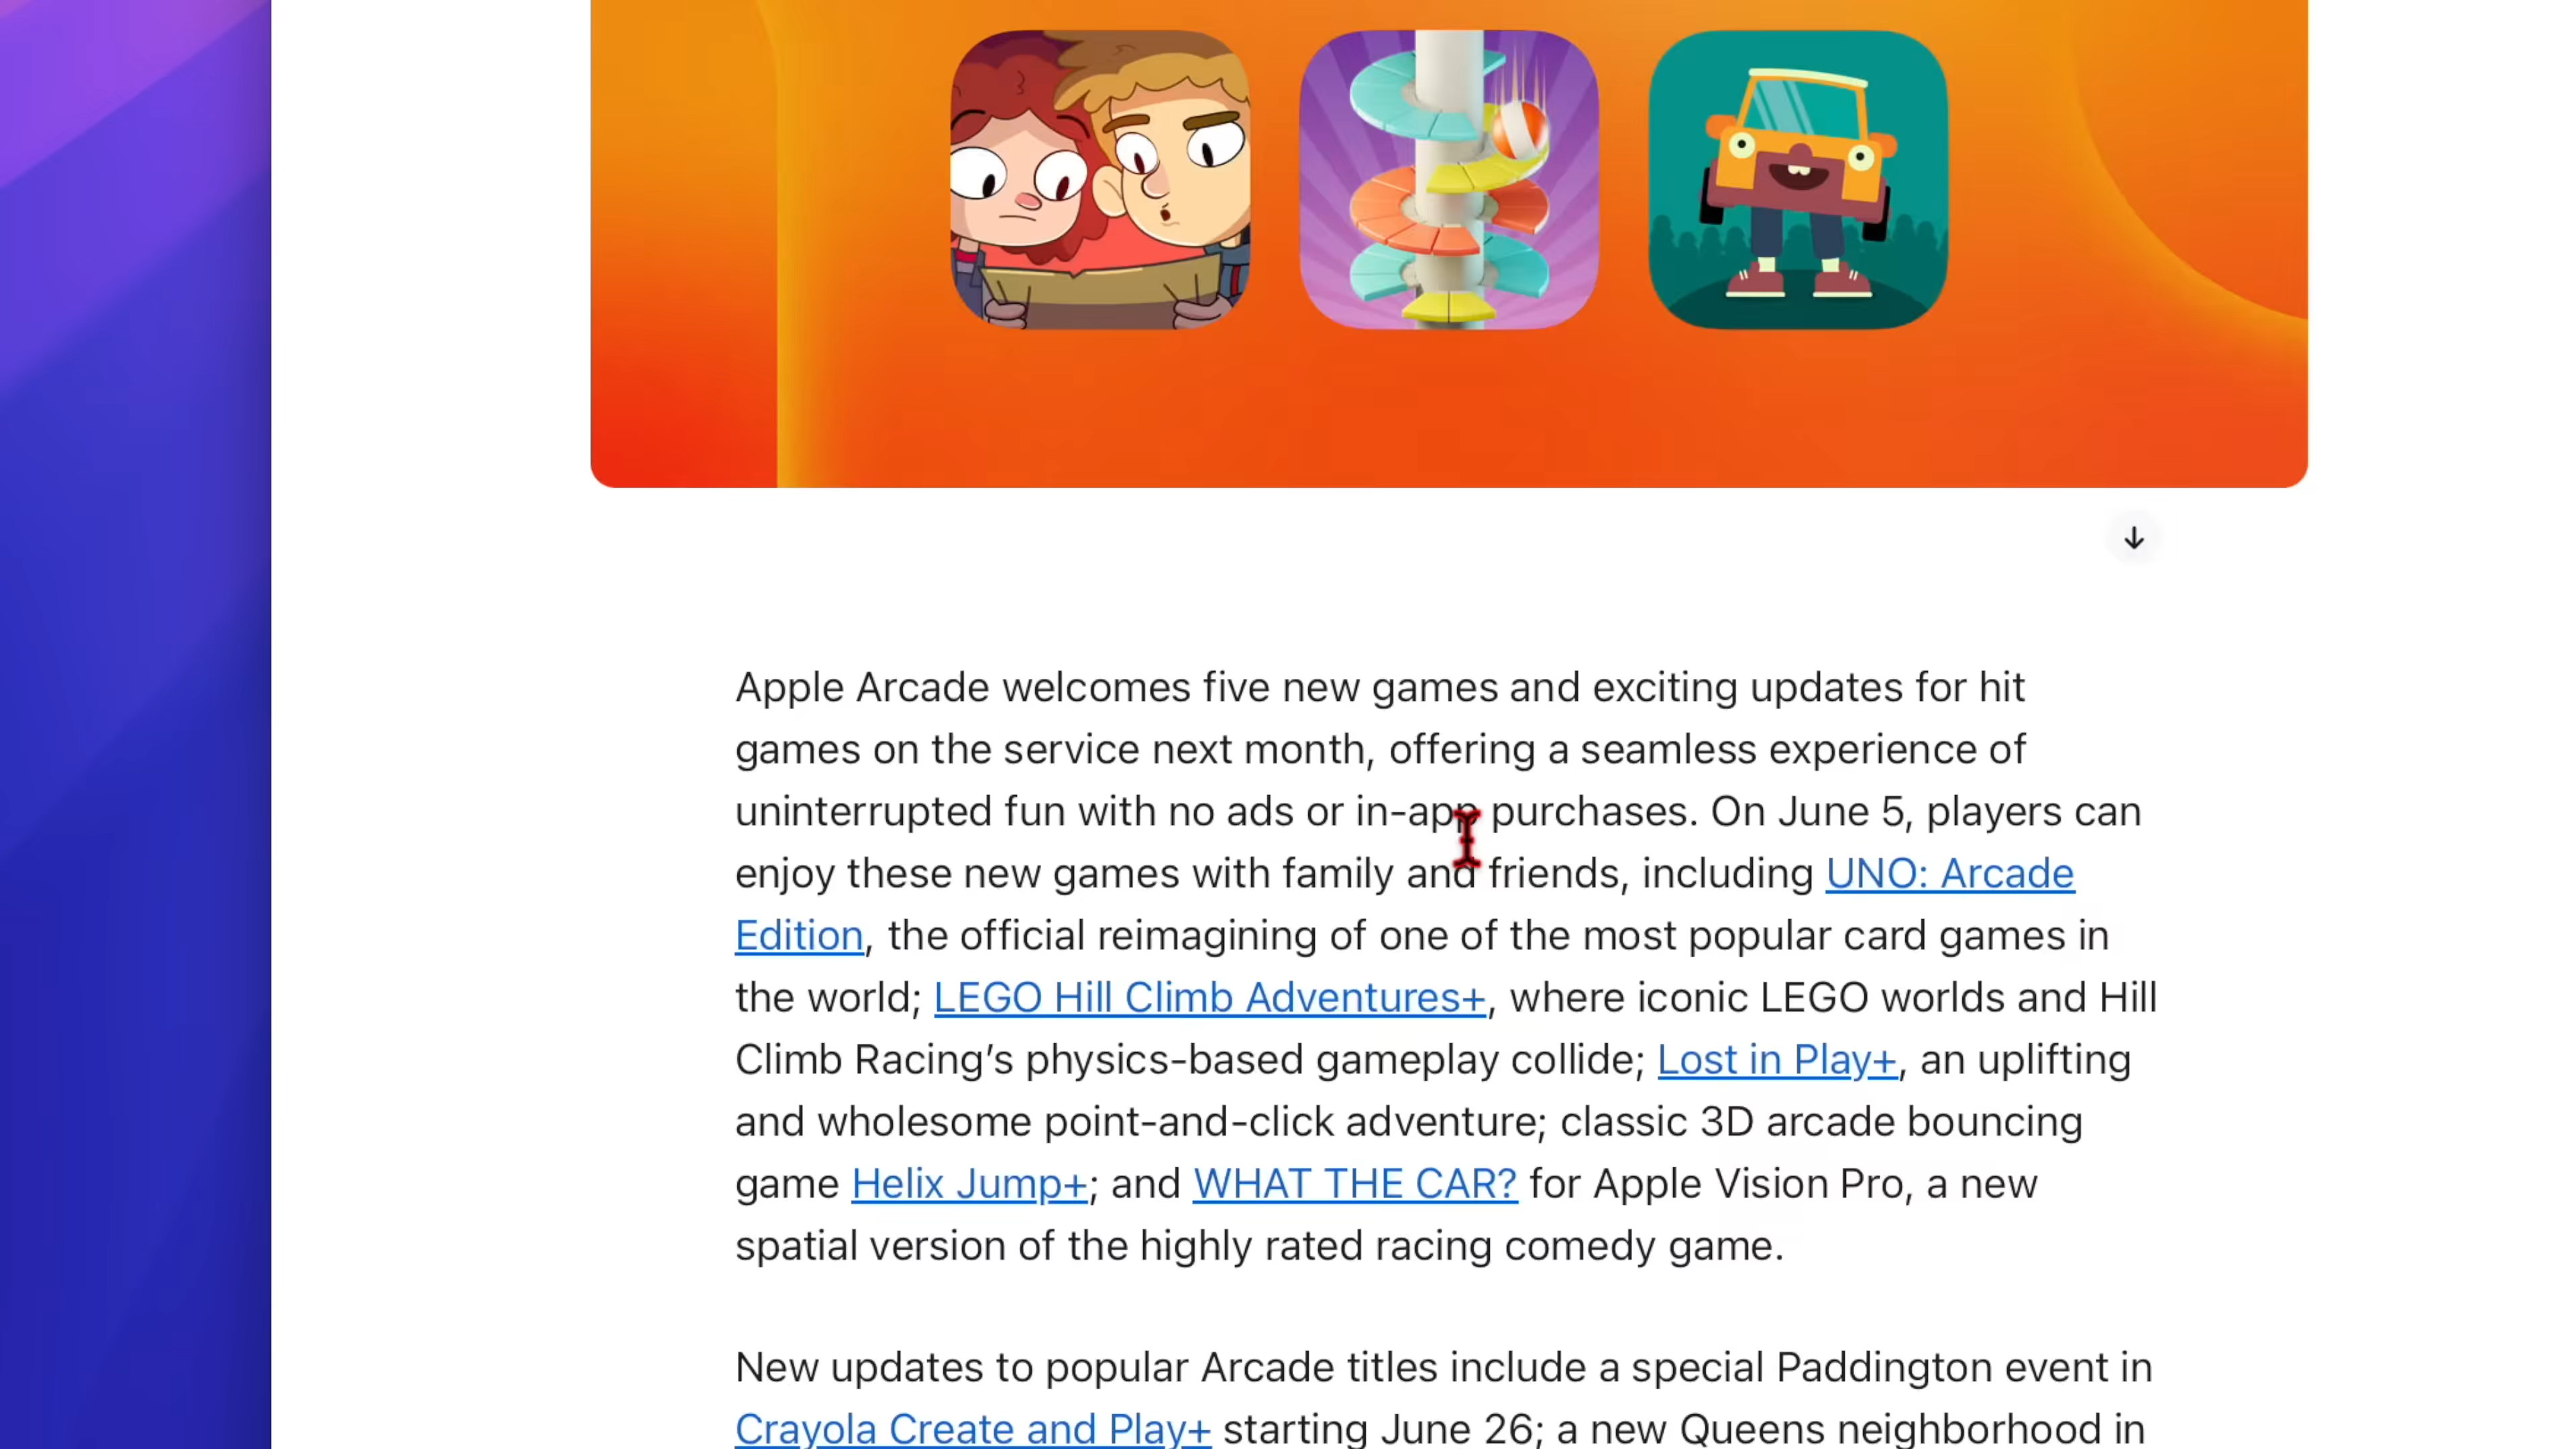 Apple Arcade welcomes five new games and exciting updates for hit
games on the service next month, offering a seamless experience of
uninterrupted fun with no ads or in-app purchases. On June 5, players can
enjoy these new games with family and friends, including UNO: Arcade
Edition, the official reimagining of one of the most popular card games in
the world; LEGO Hill Climb Adventures+, where iconic LEGO worlds and Hill
Climb Racing’s physics-based gameplay collide; Lost in Play+, an uplifting
and wholesome point-and-click adventure; classic 3D arcade bouncing
game Helix Jump+; and WHAT THE CAR? for Apple Vision Pro, a new
spatial version of the highly rated racing comedy game.
New updates to popular Arcade titles include a special Paddington event in
Crayola Create and Play+ starting June 26; a new Queens neighborhood in